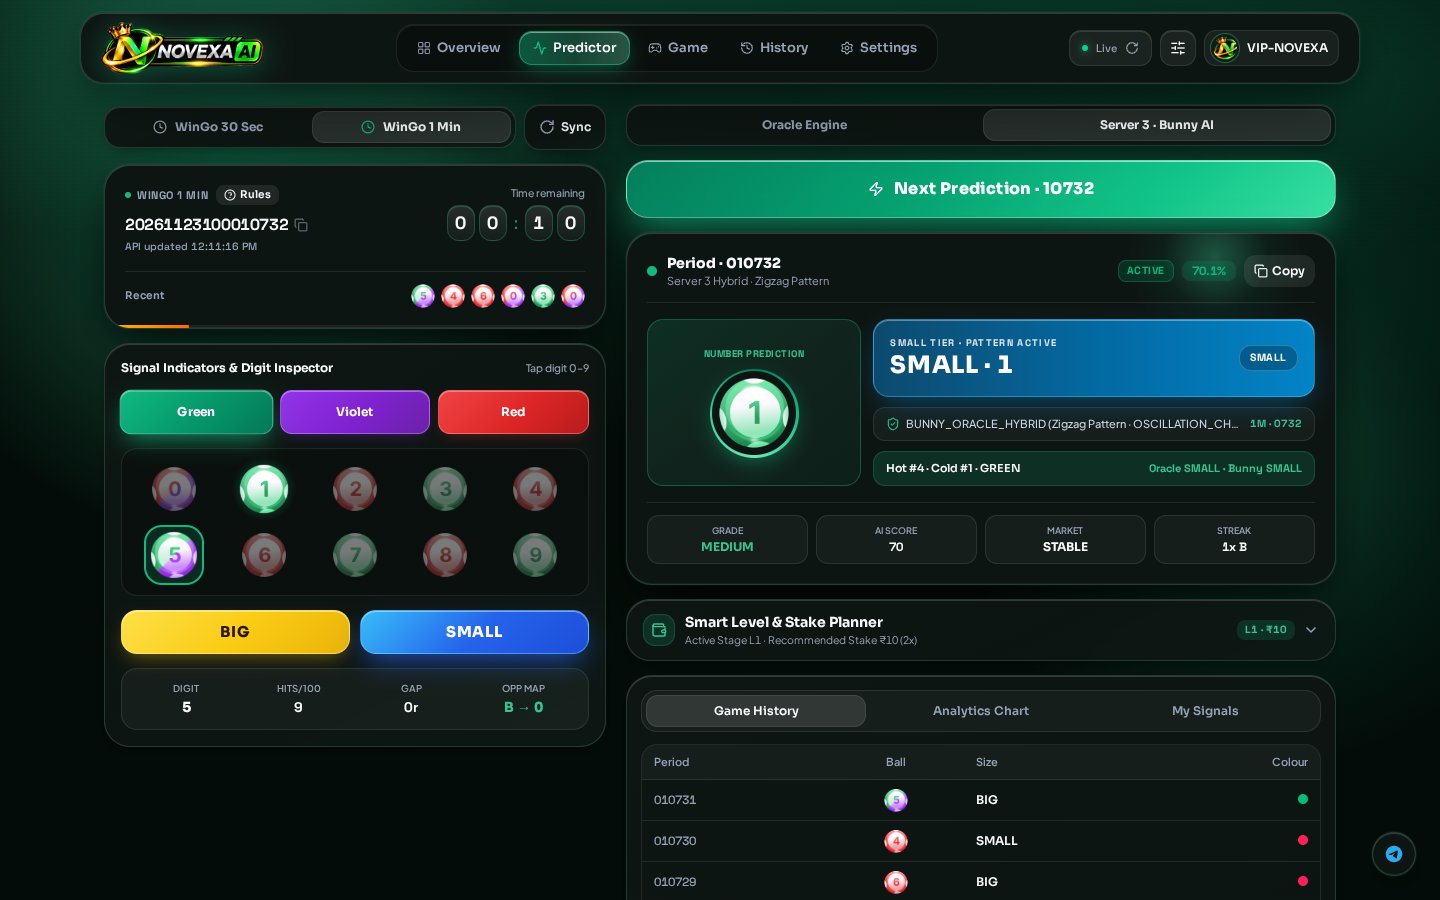 NOVEXA AI
Overview
Predictor
Game
History
Settings
Live
VIP-NOVEXA
WinGo 30 Sec
WinGo 1 Min
Sync
WINGO 1 MIN
Rules
20261123100010732
API updated 12:11:16 PM
Time remaining
0 0 : 1 0
Recent
5 4 6 0 3 0
Signal Indicators & Digit Inspector
Tap digit 0–9
Green
Violet
Red
0 1 2 3 4
5 6 7 8 9
BIG
SMALL
DIGIT
5
HITS/100
9
GAP
0r
OPP MAP
B → 0
Oracle Engine
Server 3 · Bunny AI
Next Prediction · 10732
Period · 010732
Server 3 Hybrid · Zigzag Pattern
ACTIVE
70.1%
Copy
NUMBER PREDICTION
1
SMALL TIER · PATTERN ACTIVE
SMALL · 1
SMALL
BUNNY_ORACLE_HYBRID (Zigzag Pattern · OSCILLATION_CH...
1M · 0732
Hot #4 · Cold #1 · GREEN
Oracle SMALL · Bunny SMALL
GRADE
MEDIUM
AI SCORE
70
MARKET
STABLE
STREAK
1x B
Smart Level & Stake Planner
Active Stage L1 · Recommended Stake ₹10 (2x)
L1 · ₹10
Game History
Analytics Chart
My Signals
Period Ball Size Colour
010731 5 BIG
010730 4 SMALL
010729 6 BIG